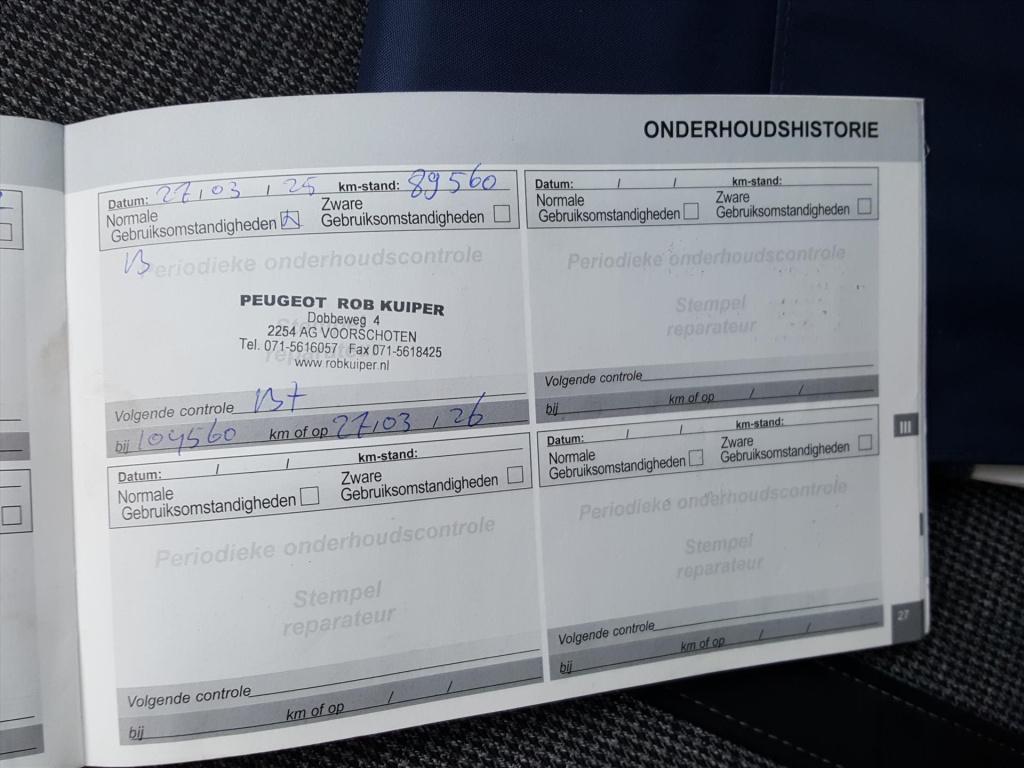 ONDERHOUDSHISTORIE
Datum: 27 / 03 / 25 km-stand: 89560
Normale Gebruiksomstandigheden
Zware Gebruiksomstandigheden
B
Periodieke onderhoudscontrole
PEUGEOT ROB KUIPER
Dobbeweg 4
2254 AG VOORSCHOTEN
Tel. 071-5616057 Fax 071-5618425
www.robkuiper.nl
Volgende controle B7
bij 104560 km of op 27/03/26
Datum: / / km-stand:
Normale Gebruiksomstandigheden
Zware Gebruiksomstandigheden
Periodieke onderhoudscontrole
Stempel
reparateur
Volgende controle
bij km of op / /
Datum: / / km-stand:
Normale Gebruiksomstandigheden
Zware Gebruiksomstandigheden
Periodieke onderhoudscontrole
Stempel
reparateur
Volgende controle
bij km of op / /
Datum: / / km-stand:
Normale Gebruiksomstandigheden
Zware Gebruiksomstandigheden
Periodieke onderhoudscontrole
Stempel
reparateur
Volgende controle
bij km of op / /
III
27